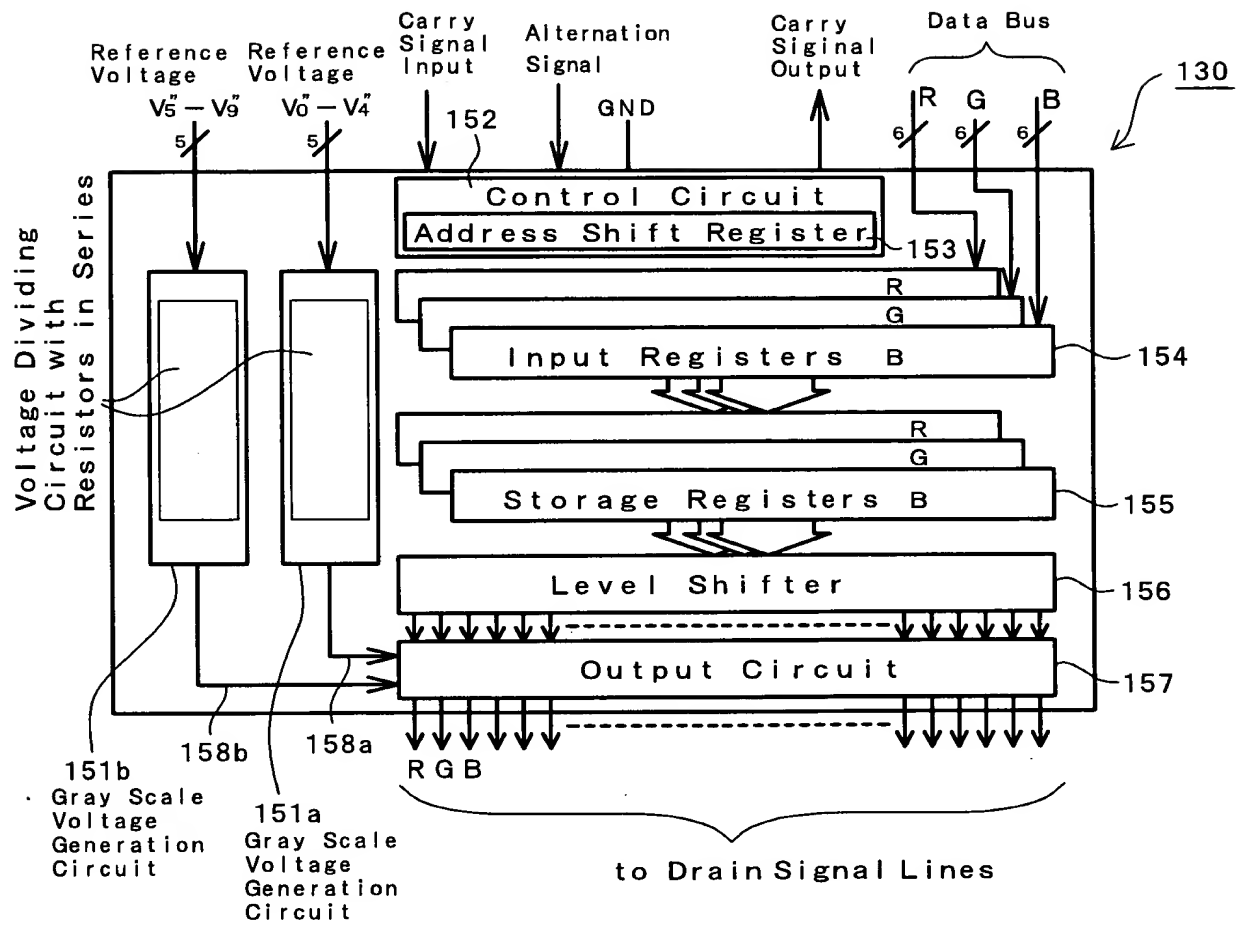 Reference
Voltage
V5" – V9"
5
Reference
Voltage
V0" – V4"
5
Carry
Signal
Input
Alternation
Signal
GND
Carry
Siginal
Output
Data Bus
R
G
B
6
6
6
130
152
Control Circuit
Address Shift Register
153
Voltage Dividing
Circuit with
Resistors in Series
R
G
Input Registers B
154
R
G
Storage Registers B
155
Level Shifter
156
Output Circuit
157
158b
158a
R G B
151b
Gray Scale
Voltage
Generation
Circuit
151a
Gray Scale
Voltage
Generation
Circuit
to Drain Signal Lines